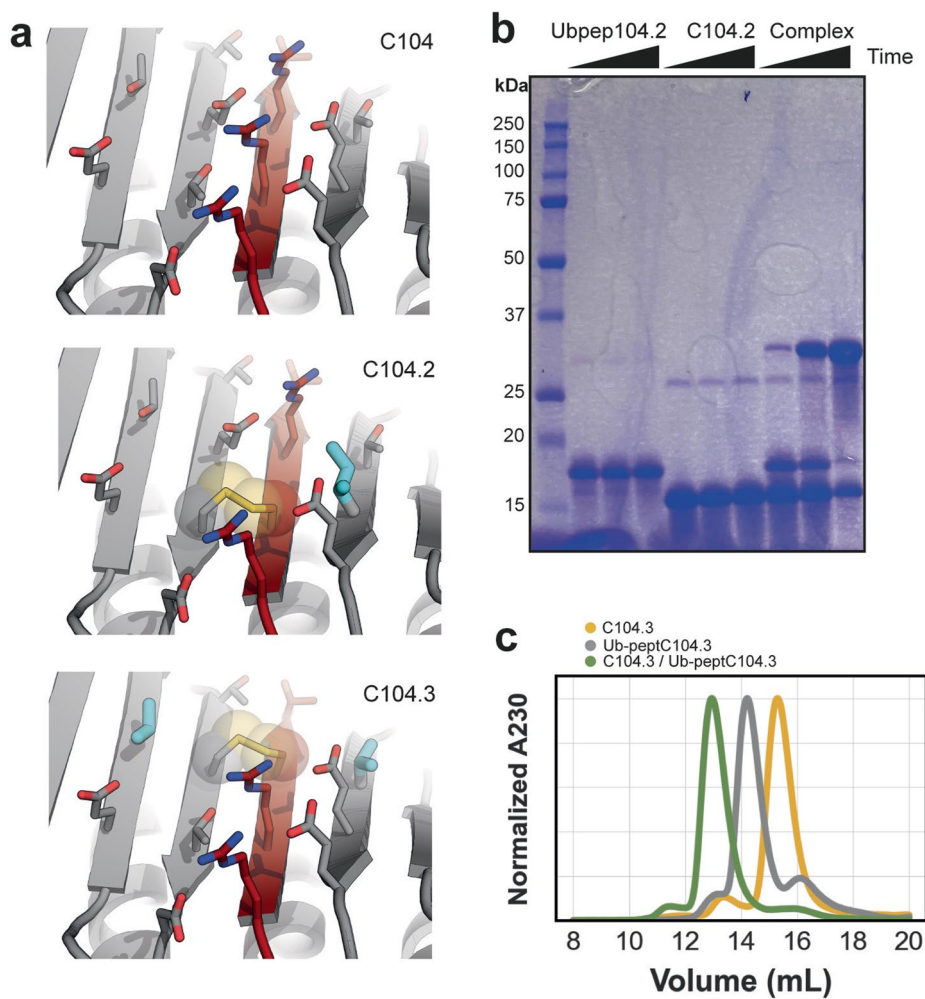 a
C104
C104.2
C104.3
b
Ubpep104.2 C104.2 Complex
Time
kDa
250
150
100
75
50
37
25
20
15
c
C104.3
Ub-peptC104.3
C104.3 / Ub-peptC104.3
Normalized A230
8 10 12 14 16 18 20
Volume (mL)